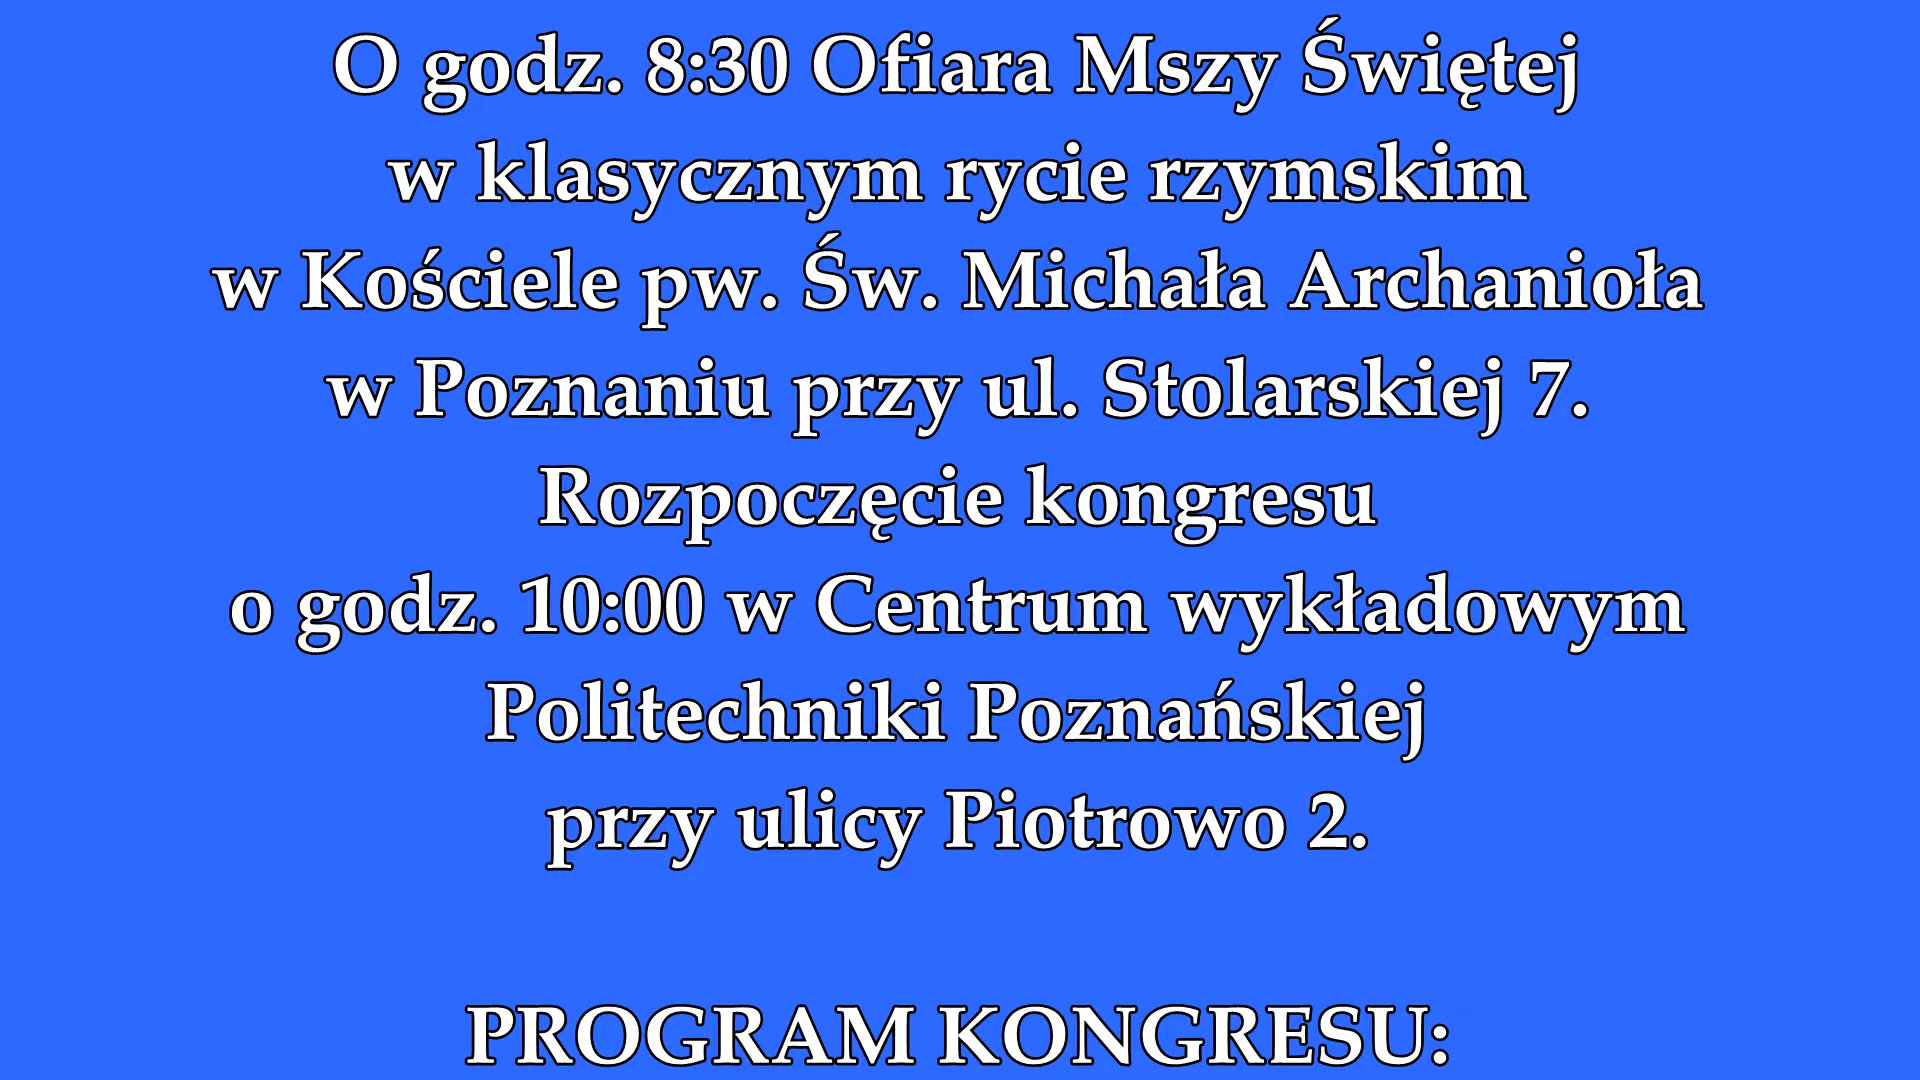 O godz. 8:30 Ofiara Mszy Świętej
w klasycznym rycie rzymskim
w Kościele pw. Św. Michała Archanioła
w Poznaniu przy ul. Stolarskiej 7.
Rozpoczęcie kongresu
o godz. 10:00 w Centrum wykładowym
Politechniki Poznańskiej
przy ulicy Piotrowo 2.
PROGRAM KONGRESU: